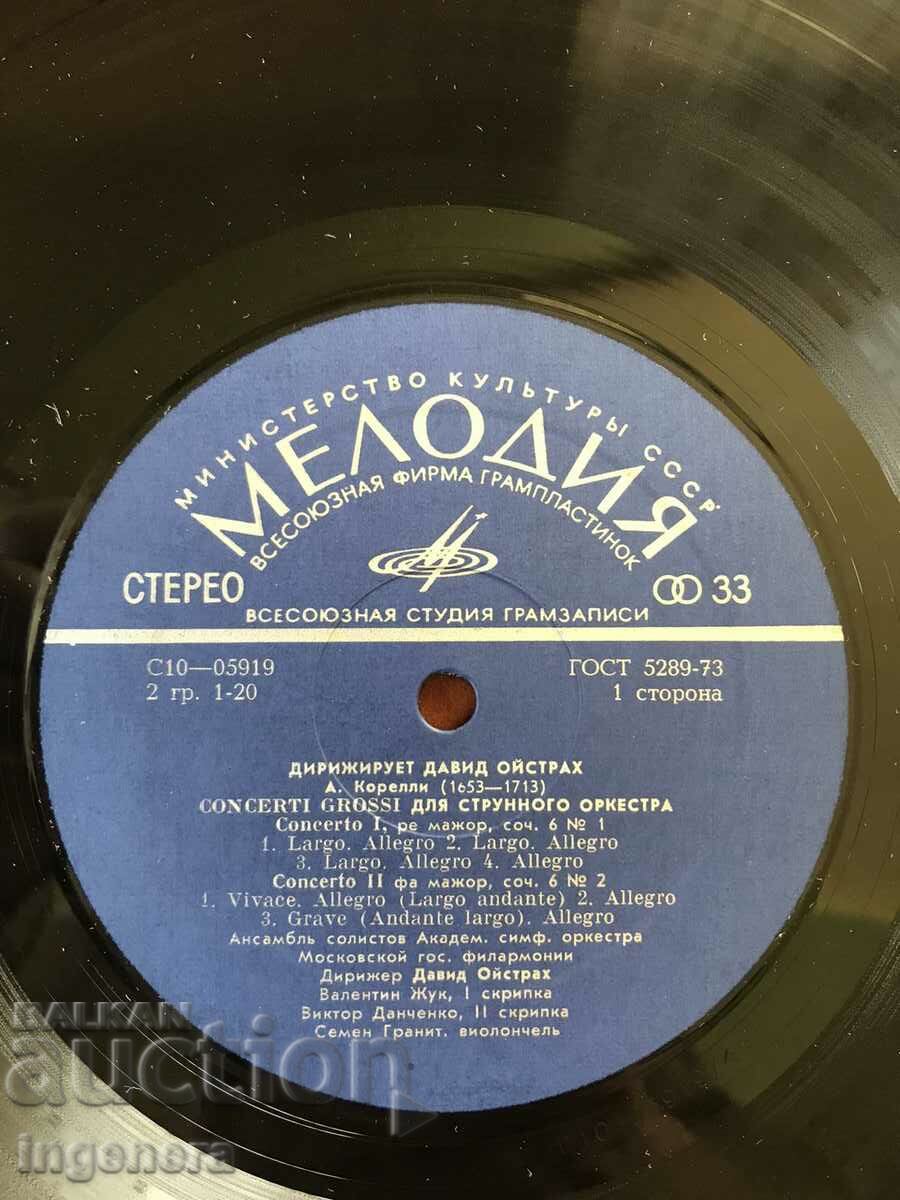 МИНИСТЕРСТВО КУЛЬТУРЫ СССР
МЕЛОДИЯ
ВСЕСОЮЗНАЯ ФИРМА ГРАМПЛАСТИНОК
СТЕРЕО
33
ВСЕСОЮЗНАЯ СТУДИЯ ГРАМЗАПИСИ
С10—05919
ГОСТ 5289-73
2 гр. 1-20
1 сторона
ДИРИЖИРУЕТ ДАВИД ОЙСТРАХ
А. Корелли (1653—1713)
CONCERTI GROSSI ДЛЯ СТРУННОГО ОРКЕСТРА
Concerto I, ре мажор, соч. 6 № 1
1. Largo. Allegro 2. Largo. Allegro
3. Largo. Allegro 4. Allegro
Concerto II фа мажор, соч. 6 № 2
1. Vivace. Allegro (Largo andante) 2. Allegro
3. Grave (Andante largo). Allegro
Ансамбль солистов Академ. симф. оркестра
Московской гос. филармонии
Дирижер Давид Ойстрах
Валентин Жук, I скрипка
Виктор Данченко, II скрипка
Семен Гранит. виолончель
BALKAN
auction
ingenera